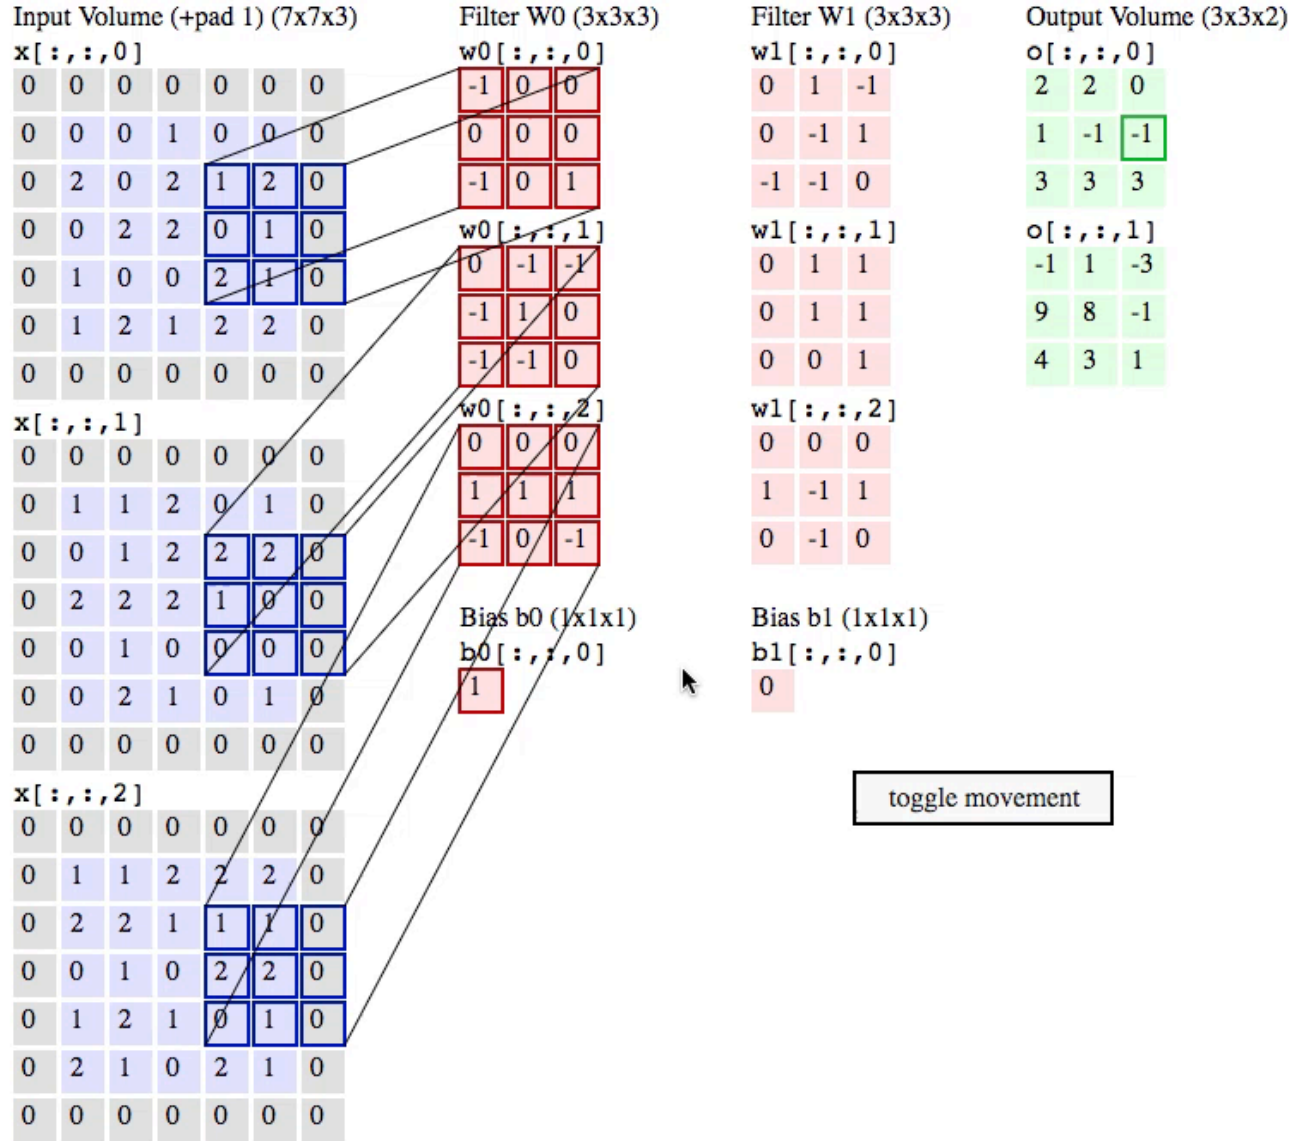 Input Volume (+pad 1) (7x7x3)
x[:,:,0]
0 0 0 0 0 0 0
0 0 0 1 0 0 0
0 2 0 2 1 2 0
0 0 2 2 0 1 0
0 1 0 0 2 1 0
0 1 2 1 2 2 0
0 0 0 0 0 0 0
x[:,:,1]
0 0 0 0 0 0 0
0 1 1 2 0 1 0
0 0 1 2 2 2 0
0 2 2 2 1 0 0
0 0 1 0 0 0 0
0 0 2 1 0 1 0
0 0 0 0 0 0 0
x[:,:,2]
0 0 0 0 0 0 0
0 1 1 2 2 2 0
0 2 2 1 1 1 0
0 0 1 0 2 2 0
0 1 2 1 0 1 0
0 2 1 0 2 1 0
0 0 0 0 0 0 0
Filter W0 (3x3x3)
w0[:,:,0]
-1 0 0
0 0 0
-1 0 1
w0[:,:,1]
0 -1 -1
-1 1 0
-1 -1 0
w0[:,:,2]
0 0 0
1 1 1
-1 0 -1
Bias b0 (1x1x1)
b0[:,:,0]
1
Filter W1 (3x3x3)
w1[:,:,0]
0 1 -1
0 -1 1
-1 -1 0
w1[:,:,1]
0 1 1
0 1 1
0 0 1
w1[:,:,2]
0 0 0
1 -1 1
0 -1 0
Bias b1 (1x1x1)
b1[:,:,0]
0
Output Volume (3x3x2)
o[:,:,0]
2 2 0
1 -1 -1
3 3 3
o[:,:,1]
-1 1 -3
9 8 -1
4 3 1
toggle movement